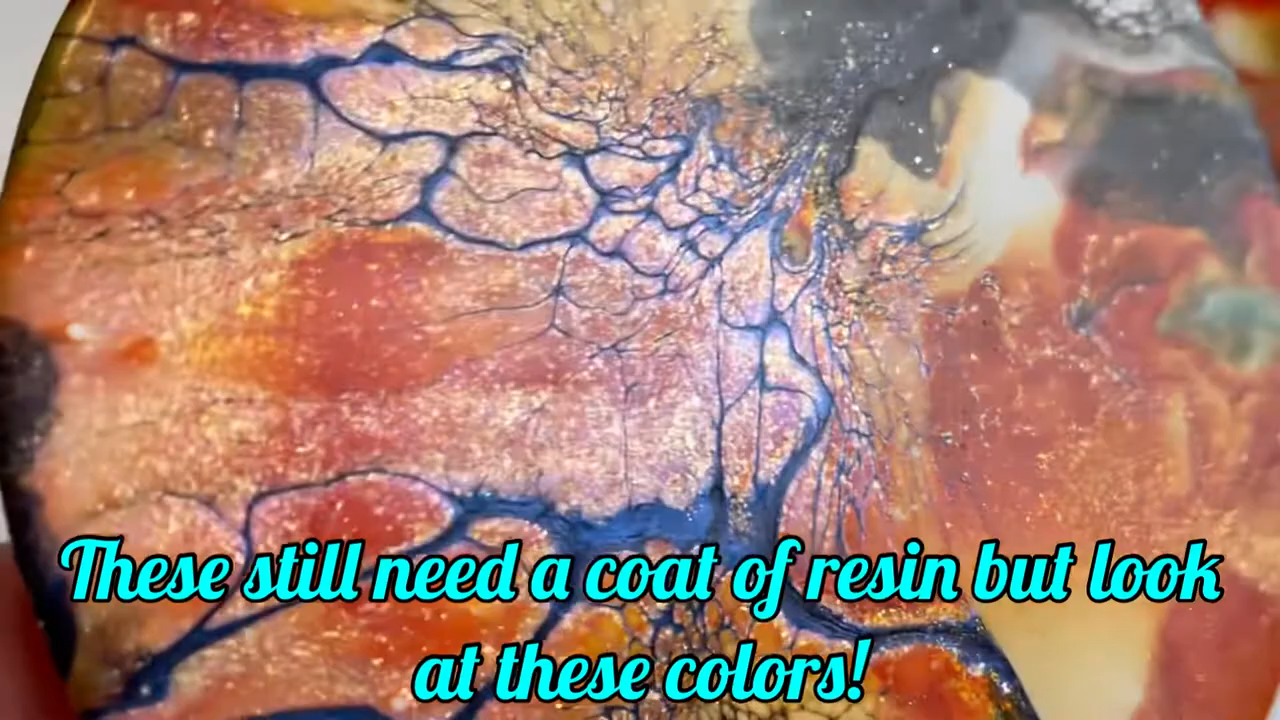 These still need a coat of resin but look
at these colors!